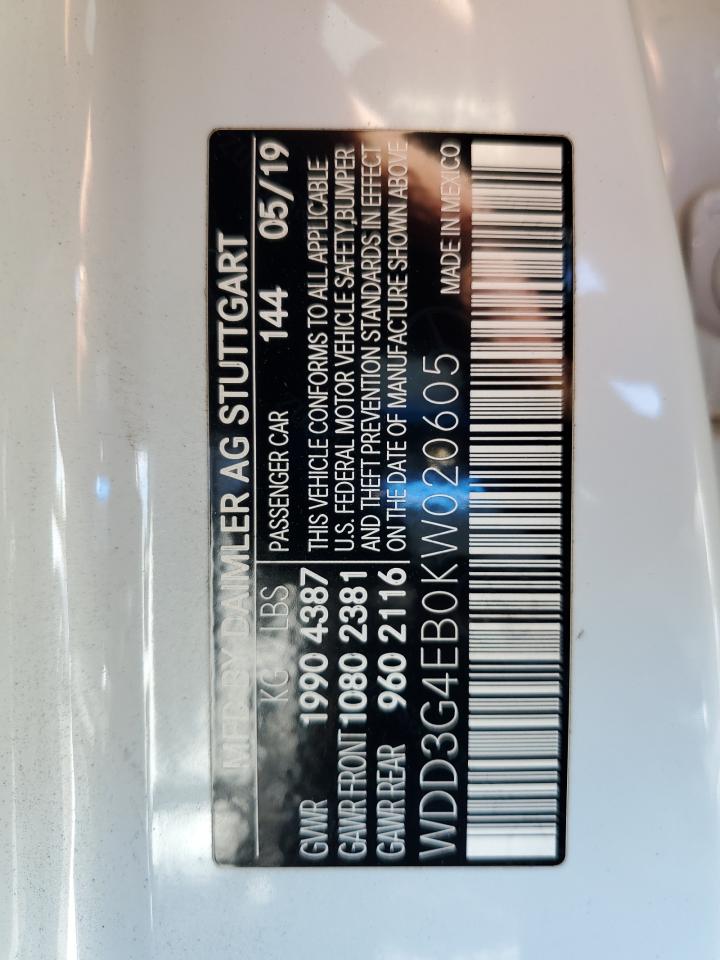 MFD BY DAIMLER AG STUTTGART
KG LBS
GVWR 1990 4387
GAWR FRONT 1080 2381
GAWR REAR 960 2116
144 05/19
PASSENGER CAR
THIS VEHICLE CONFORMS TO ALL APPLICABLE
U.S. FEDERAL MOTOR VEHICLE SAFETY,BUMPER
AND THEFT PREVENTION STANDARDS IN EFFECT
ON THE DATE OF MANUFACTURE SHOWN ABOVE
WDD3G4EB0KW020605
MADE IN MEXICO